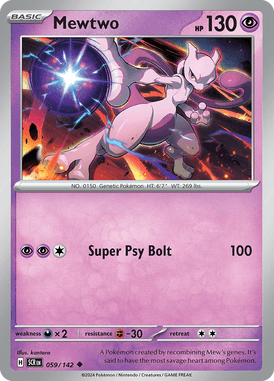 BASIC
Mewtwo
HP 130
NO. 0150 Genetic Pokémon HT: 6'7" WT: 269 lbs.
Super Psy Bolt 100
weakness ×2 resistance -30 retreat
Illus. kantaro
H SCR EN 059/142
A Pokémon created by recombining Mew's genes. It's
said to have the most savage heart among Pokémon.
©2024 Pokémon / Nintendo / Creatures / GAME FREAK